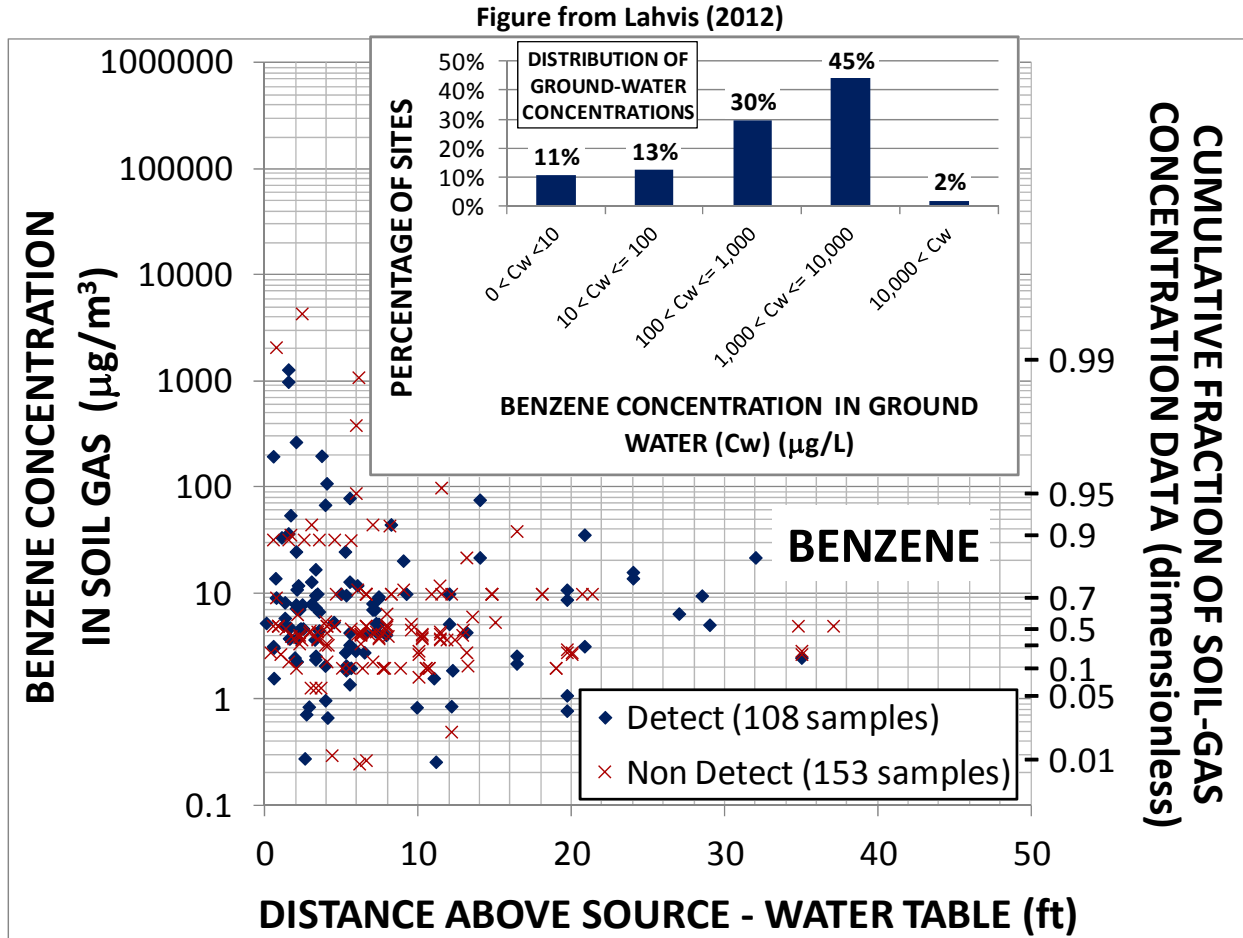 Figure from Lahvis (2012)
BENZENE CONCENTRATION
IN SOIL GAS (µg/m³)
1000000
100000
10000
1000
100
10
1
0.1
PERCENTAGE OF SITES
50%
40%
30%
20%
10%
0%
DISTRIBUTION OF
GROUND-WATER
CONCENTRATIONS
11%
13%
30%
45%
2%
0 < Cw <10
10 < Cw <= 100
100 < Cw <= 1,000
1,000 < Cw <= 10,000
10,000 < Cw
BENZENE CONCENTRATION IN GROUND
WATER (Cw) (µg/L)
BENZENE
Detect (108 samples)
Non Detect (153 samples)
0.99
0.95
0.9
0.7
0.5
0.1
0.05
0.01
CUMULATIVE FRACTION OF SOIL-GAS
CONCENTRATION DATA (dimensionless)
0
10
20
30
40
50
DISTANCE ABOVE SOURCE - WATER TABLE (ft)